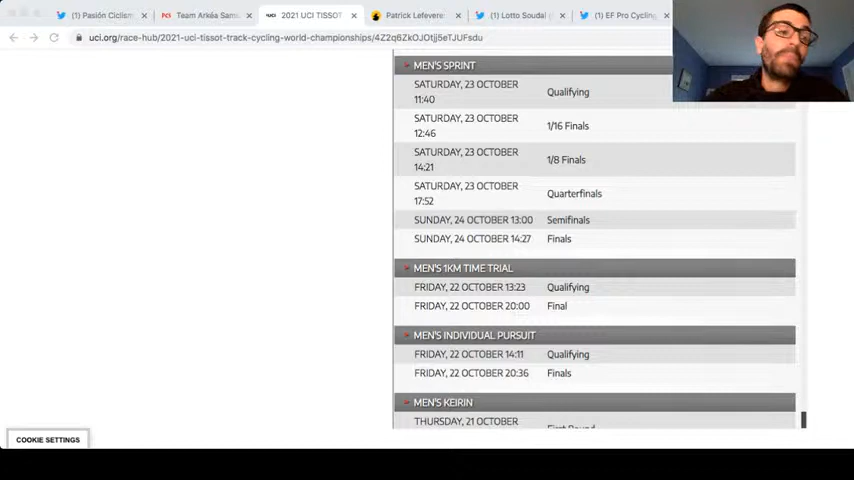 (1) Pasión Ciclism
Team Arkéa Sams
2021 UCI TISSOT
Patrick Lefevere:
(1) Lotto Soudal (
(1) EF Pro Cycling
uci.org/race-hub/2021-uci-tissot-track-cycling-world-championships/4Z2q6ZkOJOtjj5eTJUFsdu
MEN'S SPRINT
SATURDAY, 23 OCTOBER
11:40
Qualifying
SATURDAY, 23 OCTOBER
12:46
1/16 Finals
SATURDAY, 23 OCTOBER
14:21
1/8 Finals
SATURDAY, 23 OCTOBER
17:52
Quarterfinals
SUNDAY, 24 OCTOBER 13:00 Semifinals
SUNDAY, 24 OCTOBER 14:27 Finals
MEN'S 1KM TIME TRIAL
FRIDAY, 22 OCTOBER 13:23 Qualifying
FRIDAY, 22 OCTOBER 20:00 Final
MEN'S INDIVIDUAL PURSUIT
FRIDAY, 22 OCTOBER 14:11 Qualifying
FRIDAY, 22 OCTOBER 20:36 Finals
MEN'S KEIRIN
THURSDAY, 21 OCTOBER
First Round
COOKIE SETTINGS